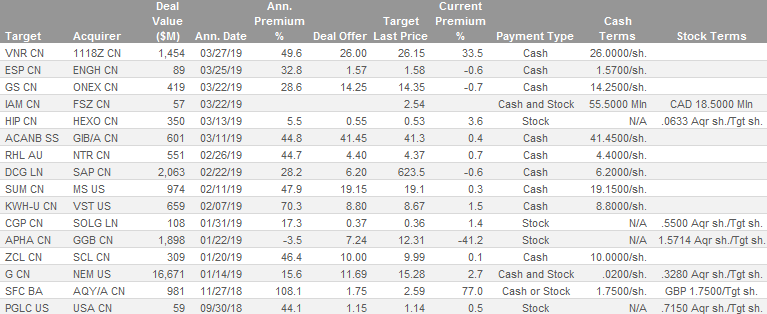 Deal Ann. Target Current
Value Premium Cash
Target Acquirer ($M) Ann. Date % Deal Offer Last Price % Payment Type Terms Stock Terms
VNR CN 1118Z CN 1,454 03/27/19 49.6 26.00 26.15 33.5 Cash 26.0000/sh.
ESP CN ENGH CN 89 03/25/19 32.8 1.57 1.58 -0.6 Cash 1.5700/sh.
GS CN ONEX CN 419 03/22/19 28.6 14.25 14.35 -0.7 Cash 14.2500/sh.
IAM CN FSZ CN 57 03/22/19 2.54 Cash and Stock 55.5000 Mln CAD 18.5000 Mln
HIP CN HEXO CN 350 03/13/19 5.5 0.55 0.53 3.6 Stock N/A .0633 Aqr sh./Tgt sh.
ACANB SS GIB/A CN 601 03/11/19 44.8 41.45 41.3 0.4 Cash 41.4500/sh.
RHL AU NTR CN 551 02/26/19 44.7 4.40 4.37 0.7 Cash 4.4000/sh.
DCG LN SAP CN 2,063 02/22/19 28.2 6.20 623.5 -0.6 Cash 6.2000/sh.
SUM CN MS US 974 02/11/19 47.9 19.15 19.1 0.3 Cash 19.1500/sh.
KWH-U CN VST US 659 02/07/19 70.3 8.80 8.67 1.5 Cash 8.8000/sh.
CGP CN SOLG LN 108 01/31/19 17.3 0.37 0.36 1.4 Stock N/A .5500 Aqr sh./Tgt sh.
APHA CN GGB CN 1,898 01/22/19 -3.5 7.24 12.31 -41.2 Stock N/A 1.5714 Aqr sh./Tgt sh.
ZCL CN SCL CN 309 01/20/19 46.4 10.00 9.99 0.1 Cash 10.0000/sh.
G CN NEM US 16,671 01/14/19 15.6 11.69 15.28 2.7 Cash and Stock .0200/sh. .3280 Aqr sh./Tgt sh.
SFC BA AQY/A CN 981 11/27/18 108.1 1.75 2.59 77.0 Cash or Stock 1.7500/sh. GBP 1.7500/Tgt sh.
PGLC US USA CN 59 09/30/18 44.1 1.15 1.14 0.5 Stock N/A .7150 Aqr sh./Tgt sh.